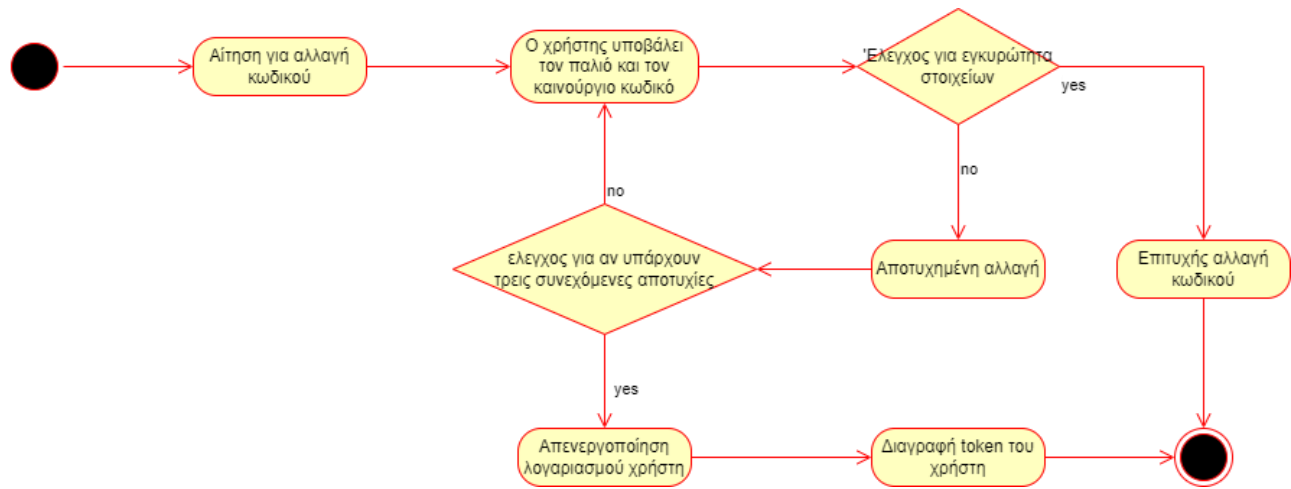 Αίτηση για αλλαγή
κωδικού
Ο χρήστης υποβάλει
τον παλιό και τον
καινούργιο κωδικό
'Ελεγχος για εγκυρώτητα
στοιχείων
yes
no
Αποτυχημένη αλλαγή
Επιτυχής αλλαγή
κωδικού
no
ελεγχος για αν υπάρχουν
τρεις συνεχόμενες αποτυχίες
yes
Απενεργοποίηση
λογαριασμού χρήστη
Διαγραφή token του
χρήστη